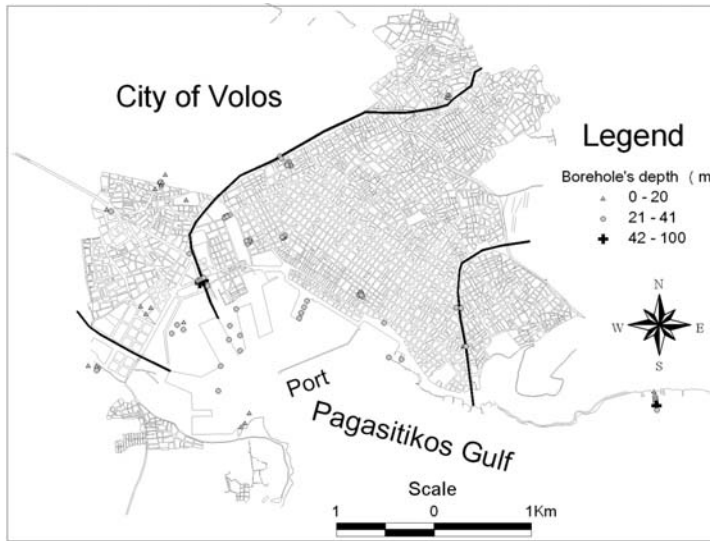 City of Volos
Legend
Borehole's depth ( m
0 - 20
21 - 41
42 - 100
N
W E
S
Port
Pagasitikos Gulf
Scale
1 0 1Km